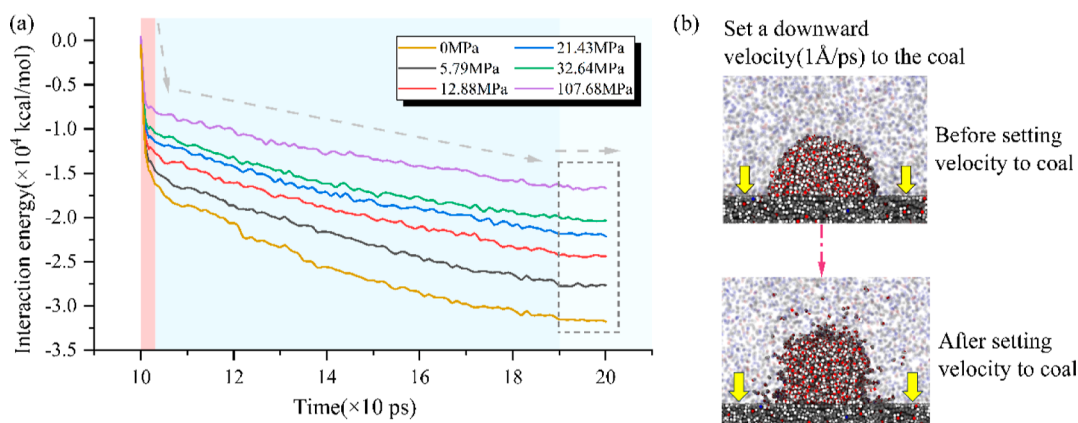 (a)
0.0
-0.5
-1.0
-1.5
-2.0
-2.5
-3.0
-3.5
Interaction energy(×10⁴ kcal/mol)
0MPa
5.79MPa
12.88MPa
21.43MPa
32.64MPa
107.68MPa
10 12 14 16 18 20
Time(×10 ps)
(b)
Set a downward
velocity(1Å/ps) to the coal
Before setting
velocity to coal
After setting
velocity to coal